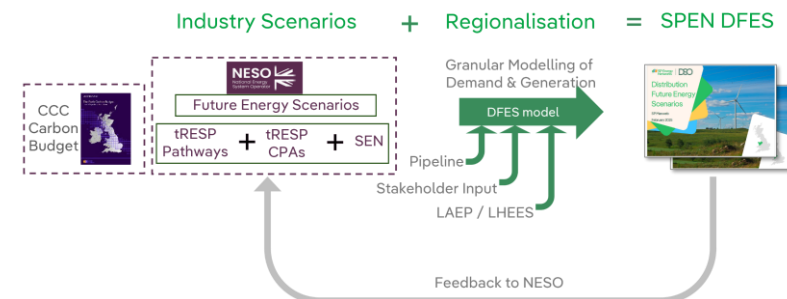 Industry Scenarios + Regionalisation = SPEN DFES
CCC
Carbon
Budget
NESO
National Energy
System Operator
Future Energy Scenarios
tRESP
Pathways
+
tRESP
CPAs
+
SEN
Granular Modelling of
Demand & Generation
DFES model
Pipeline
Stakeholder Input
LAEP / LHEES
DSO
Distribution
Future Energy
Scenarios
Feedback to NESO